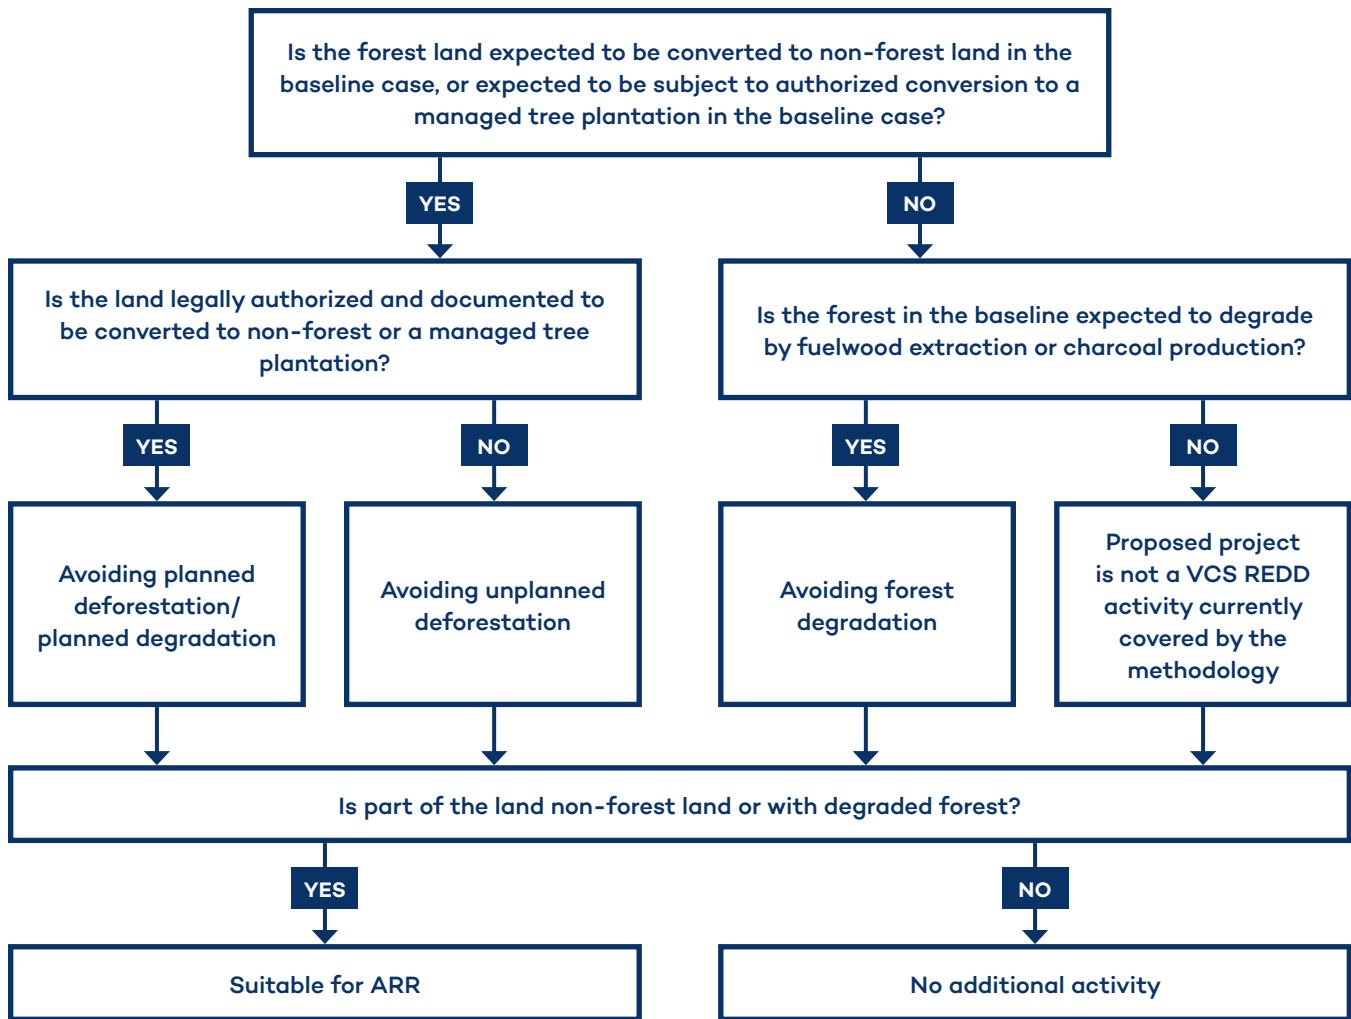 Is the forest land expected to be converted to non-forest land in the
baseline case, or expected to be subject to authorized conversion to a
managed tree plantation in the baseline case?
YES
NO
Is the land legally authorized and documented to
be converted to non-forest or a managed tree
plantation?
Is the forest in the baseline expected to degrade
by fuelwood extraction or charcoal production?
YES
NO
YES
NO
Avoiding planned
deforestation/
planned degradation
Avoiding unplanned
deforestation
Avoiding forest
degradation
Proposed project
is not a VCS REDD
activity currently
covered by the
methodology
Is part of the land non-forest land or with degraded forest?
YES
NO
Suitable for ARR
No additional activity